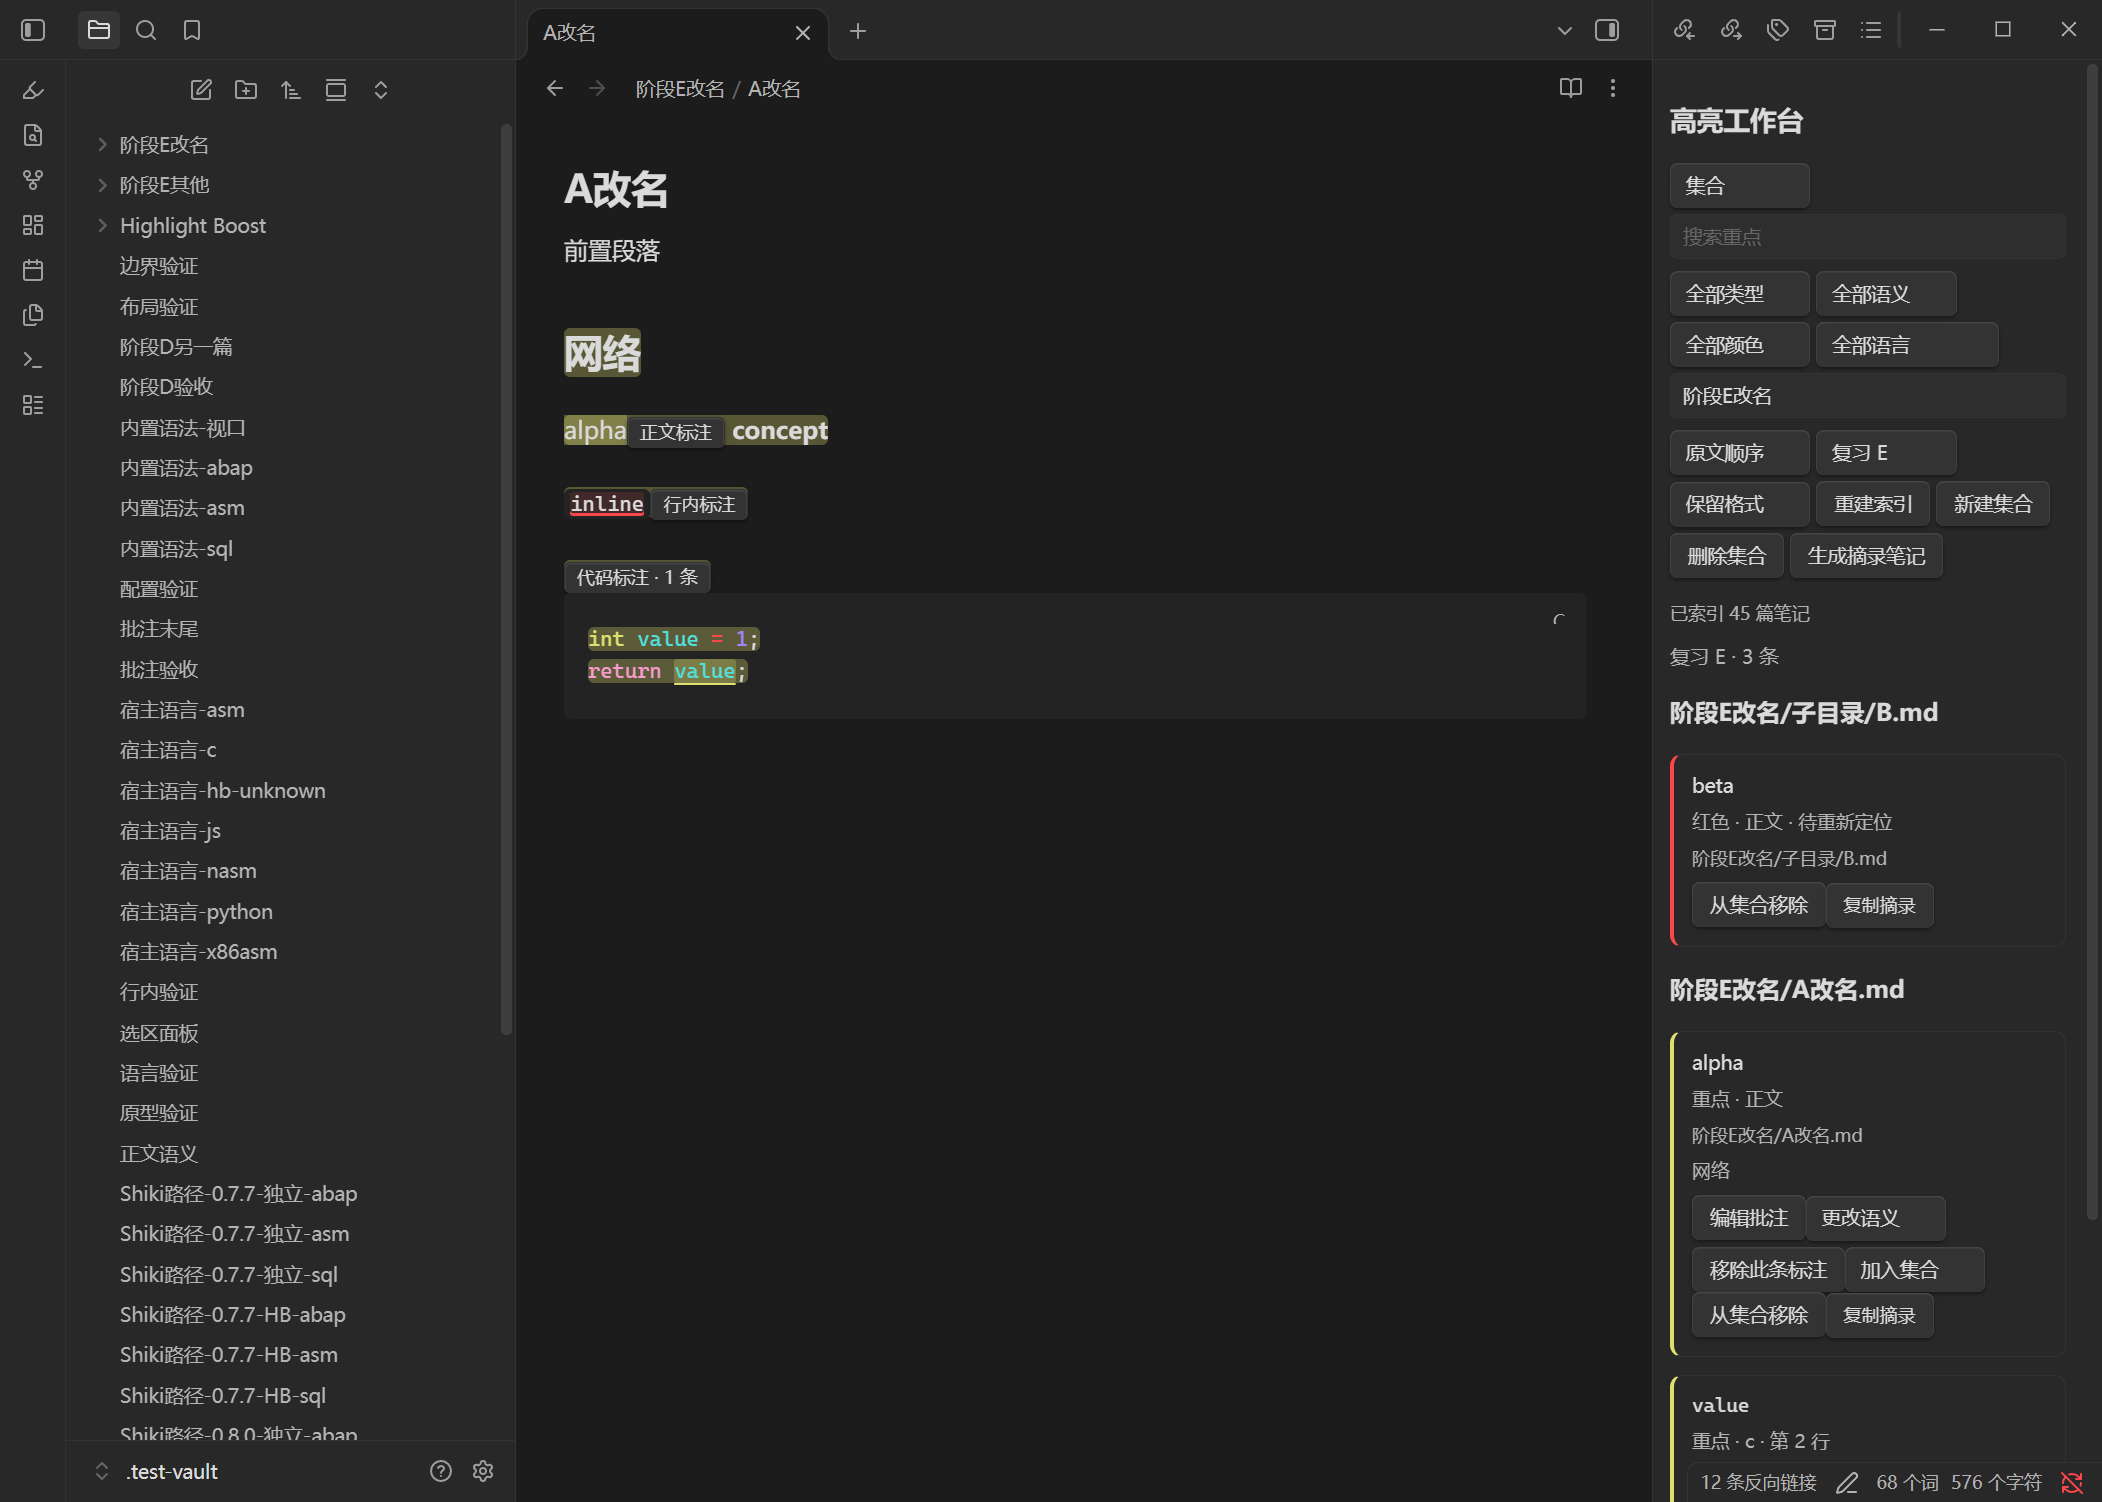 阶段E改名
阶段E其他
Highlight Boost
边界验证
布局验证
阶段D另一篇
阶段D验收
内置语法-视口
内置语法-abap
内置语法-asm
内置语法-sql
配置验证
批注末尾
批注验收
宿主语言-asm
宿主语言-c
宿主语言-hb-unknown
宿主语言-js
宿主语言-nasm
宿主语言-python
宿主语言-x86asm
行内验证
选区面板
语言验证
原型验证
正文语义
Shiki路径-0.7.7-独立-abap
Shiki路径-0.7.7-独立-asm
Shiki路径-0.7.7-独立-sql
Shiki路径-0.7.7-HB-abap
Shiki路径-0.7.7-HB-asm
Shiki路径-0.7.7-HB-sql
Shiki路径-0.8.0-独立-abap
.test-vault
A改名
阶段E改名 / A改名
A改名
前置段落
网络
alpha 正文标注 concept
inline 行内标注
代码标注 · 1 条
C
int value = 1;
return value;
高亮工作台
集合
搜索重点
全部类型 全部语义
全部颜色 全部语言
阶段E改名
原文顺序 复习 E
保留格式 重建索引 新建集合
删除集合 生成摘录笔记
已索引 45 篇笔记
复习 E · 3 条
阶段E改名/子目录/B.md
beta
红色 · 正文 · 待重新定位
阶段E改名/子目录/B.md
从集合移除 复制摘录
阶段E改名/A改名.md
alpha
重点 · 正文
阶段E改名/A改名.md
网络
编辑批注 更改语义
移除此条标注 加入集合
从集合移除 复制摘录
value
重点 · c · 第 2 行
12 条反向链接 68 个词 576 个字符